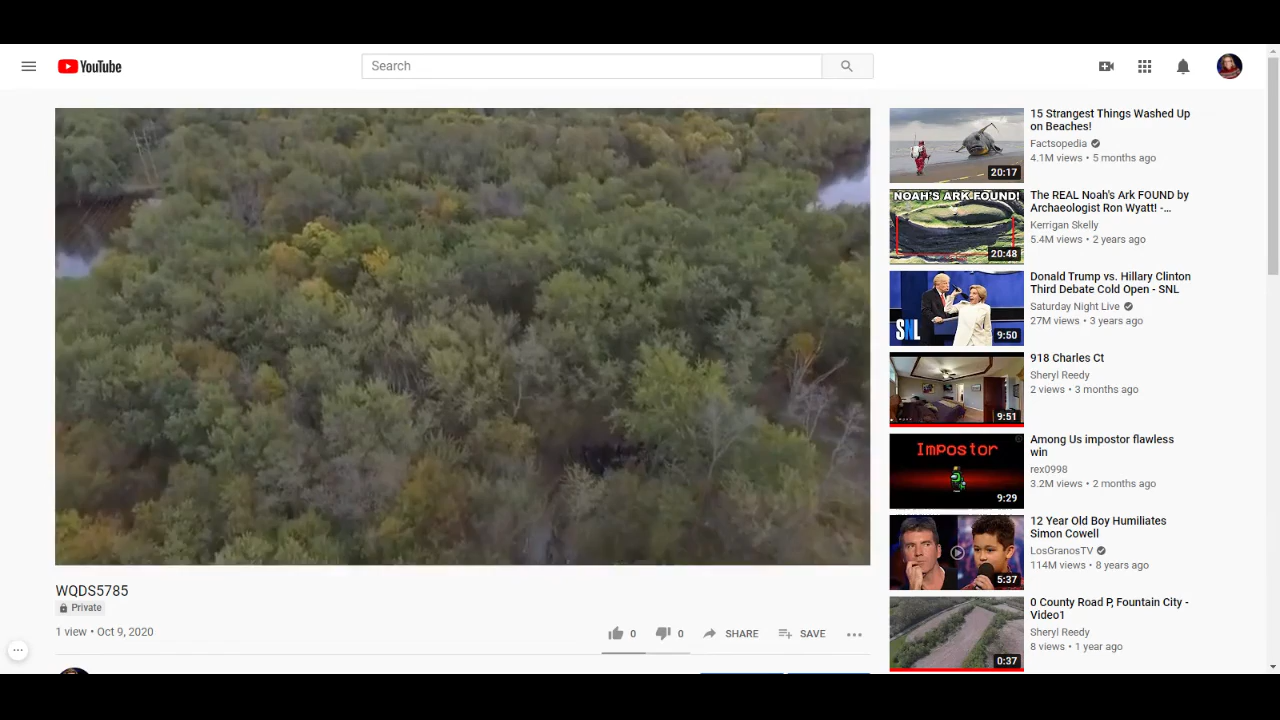 YouTube
Search
WQDS5785
Private
1 view • Oct 9, 2020
0
0
SHARE
SAVE
20:17
15 Strangest Things Washed Up
on Beaches!
Factsopedia
4.1M views • 5 months ago
NOAH'S ARK FOUND!
20:48
The REAL Noah's Ark FOUND by
Archaeologist Ron Wyatt! -...
Kerrigan Skelly
5.4M views • 2 years ago
SNL
9:50
Donald Trump vs. Hillary Clinton
Third Debate Cold Open - SNL
Saturday Night Live
27M views • 3 years ago
9:51
918 Charles Ct
Sheryl Reedy
2 views • 3 months ago
Impostor
9:29
Among Us impostor flawless
win
rex0998
3.2M views • 2 months ago
5:37
12 Year Old Boy Humiliates
Simon Cowell
LosGranosTV
114M views • 8 years ago
0:37
0 County Road P, Fountain City -
Video1
Sheryl Reedy
8 views • 1 year ago